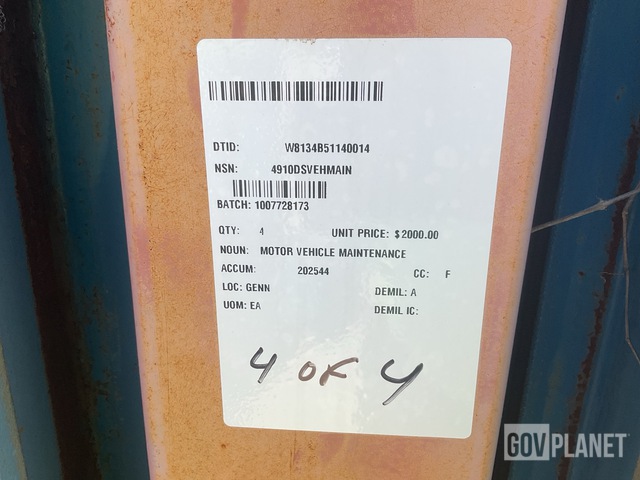 DTID: W8134B51140014
NSN: 4910DSVEHMAIN
BATCH: 1007728173
QTY: 4 UNIT PRICE: $2000.00
NOUN: MOTOR VEHICLE MAINTENANCE
ACCUM: 202544 CC: F
LOC: GENN DEMIL: A
UOM: EA DEMIL IC:
4 OF 4
GOVPLANET